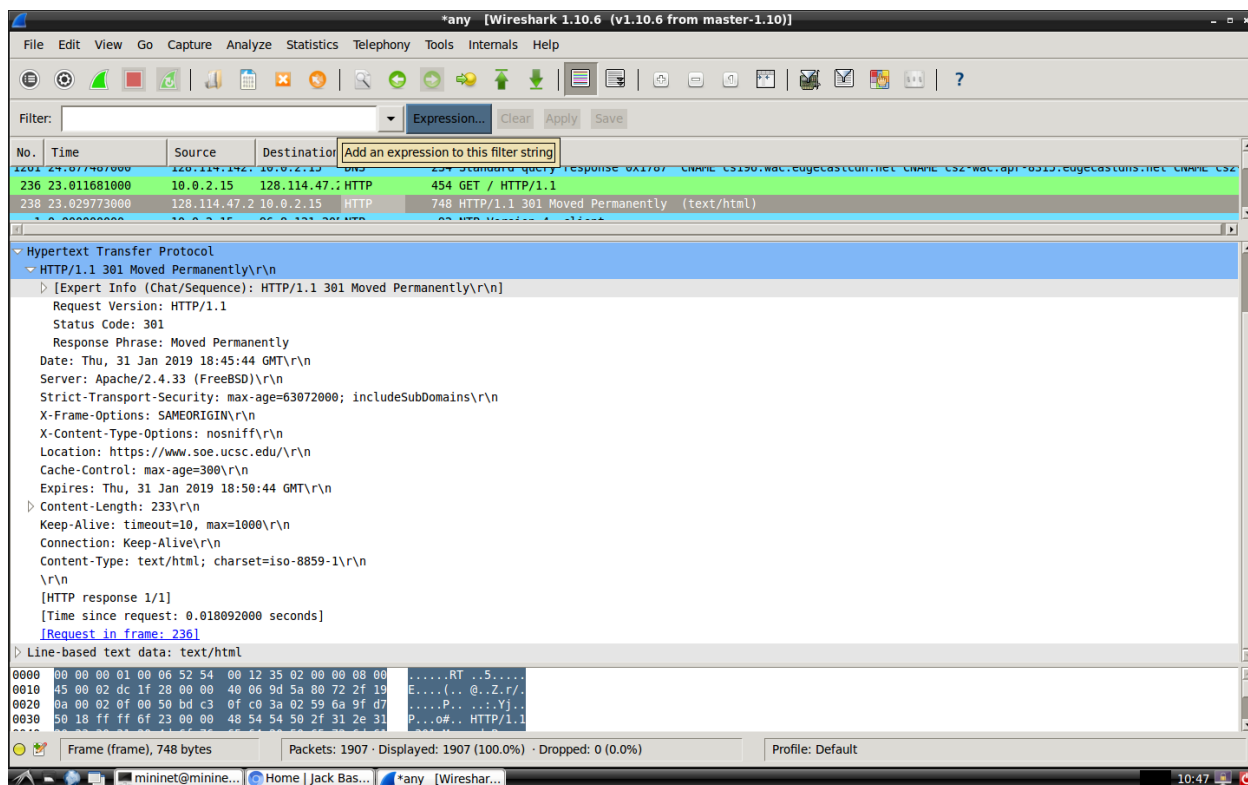 *any [Wireshark 1.10.6 (v1.10.6 from master-1.10)]
File Edit View Go Capture Analyze Statistics Telephony Tools Internals Help
Filter: Expression... Clear Apply Save
No. Time Source Destination Add an expression to this filter string
236 23.011681000 10.0.2.15 128.114.47.2 HTTP 454 GET / HTTP/1.1
238 23.029773000 128.114.47.2 10.0.2.15 HTTP 748 HTTP/1.1 301 Moved Permanently (text/html)
Hypertext Transfer Protocol
HTTP/1.1 301 Moved Permanently\r\n
[Expert Info (Chat/Sequence): HTTP/1.1 301 Moved Permanently\r\n]
Request Version: HTTP/1.1
Status Code: 301
Response Phrase: Moved Permanently
Date: Thu, 31 Jan 2019 18:45:44 GMT\r\n
Server: Apache/2.4.33 (FreeBSD)\r\n
Strict-Transport-Security: max-age=63072000; includeSubDomains\r\n
X-Frame-Options: SAMEORIGIN\r\n
X-Content-Type-Options: nosniff\r\n
Location: https://www.soe.ucsc.edu/\r\n
Cache-Control: max-age=300\r\n
Expires: Thu, 31 Jan 2019 18:50:44 GMT\r\n
Content-Length: 233\r\n
Keep-Alive: timeout=10, max=1000\r\n
Connection: Keep-Alive\r\n
Content-Type: text/html; charset=iso-8859-1\r\n
\r\n
[HTTP response 1/1]
[Time since request: 0.018092000 seconds]
[Request in frame: 236]
Line-based text data: text/html
0000 00 00 00 01 00 06 52 54 00 12 35 02 00 00 08 00 ......RT ..5.....
0010 45 00 02 dc 1f 28 00 00 40 06 9d 5a 80 72 2f 19 E....(.. @..Z.r/.
0020 0a 00 02 0f 00 50 bd c3 0f c0 3a 02 59 6a 9f d7 .....P.. ..:.Yj..
0030 50 18 ff ff 6f 23 00 00 48 54 54 50 2f 31 2e 31 P...o#.. HTTP/1.1
Frame (frame), 748 bytes Packets: 1907 · Displayed: 1907 (100.0%) · Dropped: 0 (0.0%) Profile: Default
mininet@minine... Home | Jack Bas... *any [Wireshar... 10:47